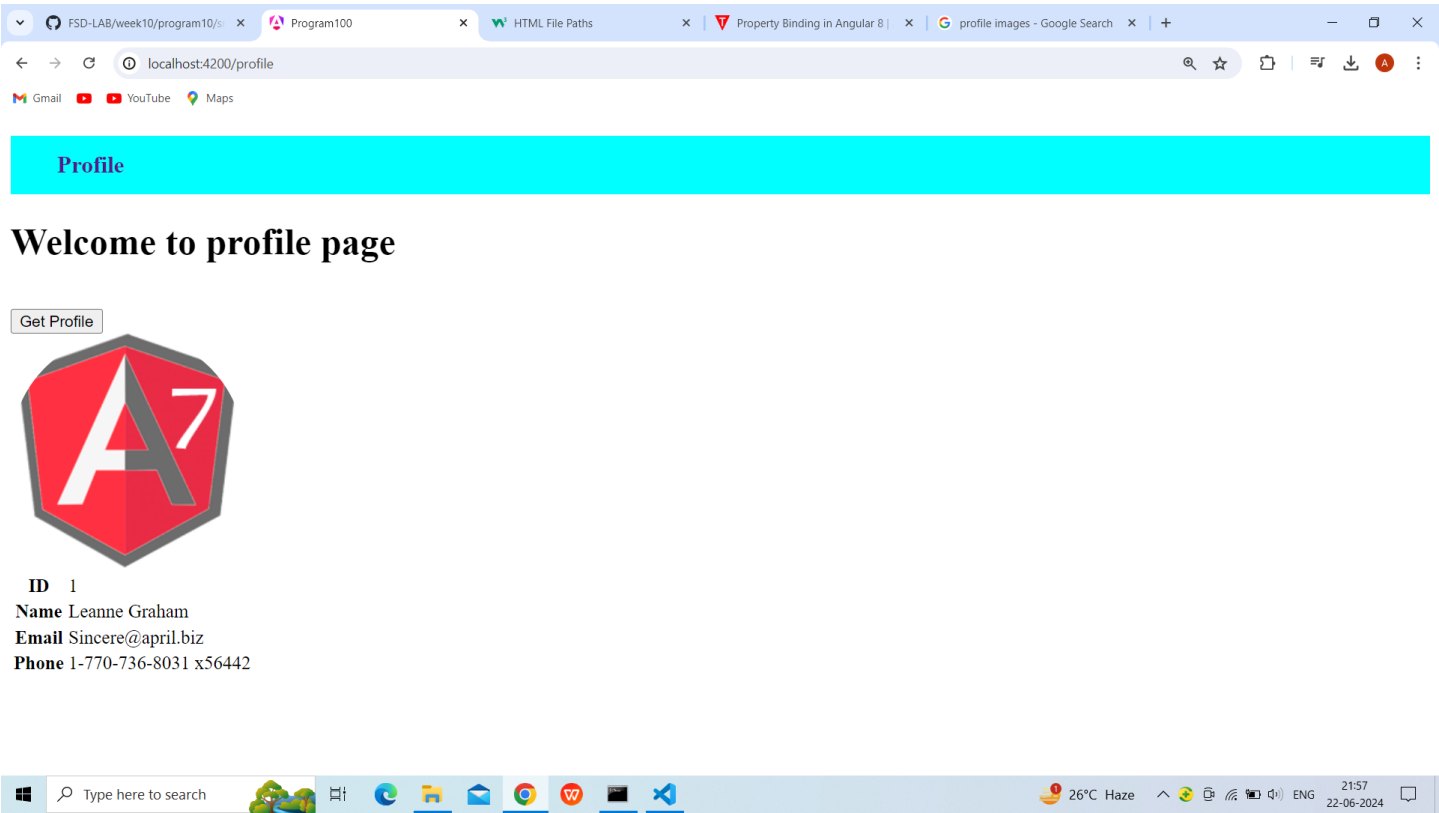 FSD-LAB/week10/program10/s
Program100
HTML File Paths
Property Binding in Angular 8 |
profile images - Google Search
localhost:4200/profile
A
Gmail
YouTube
Maps
Profile
Welcome to profile page
Get Profile
A7
ID 1
Name Leanne Graham
Email Sincere@april.biz
Phone 1-770-736-8031 x56442
Type here to search
1
26°C Haze
ENG
21:57
22-06-2024